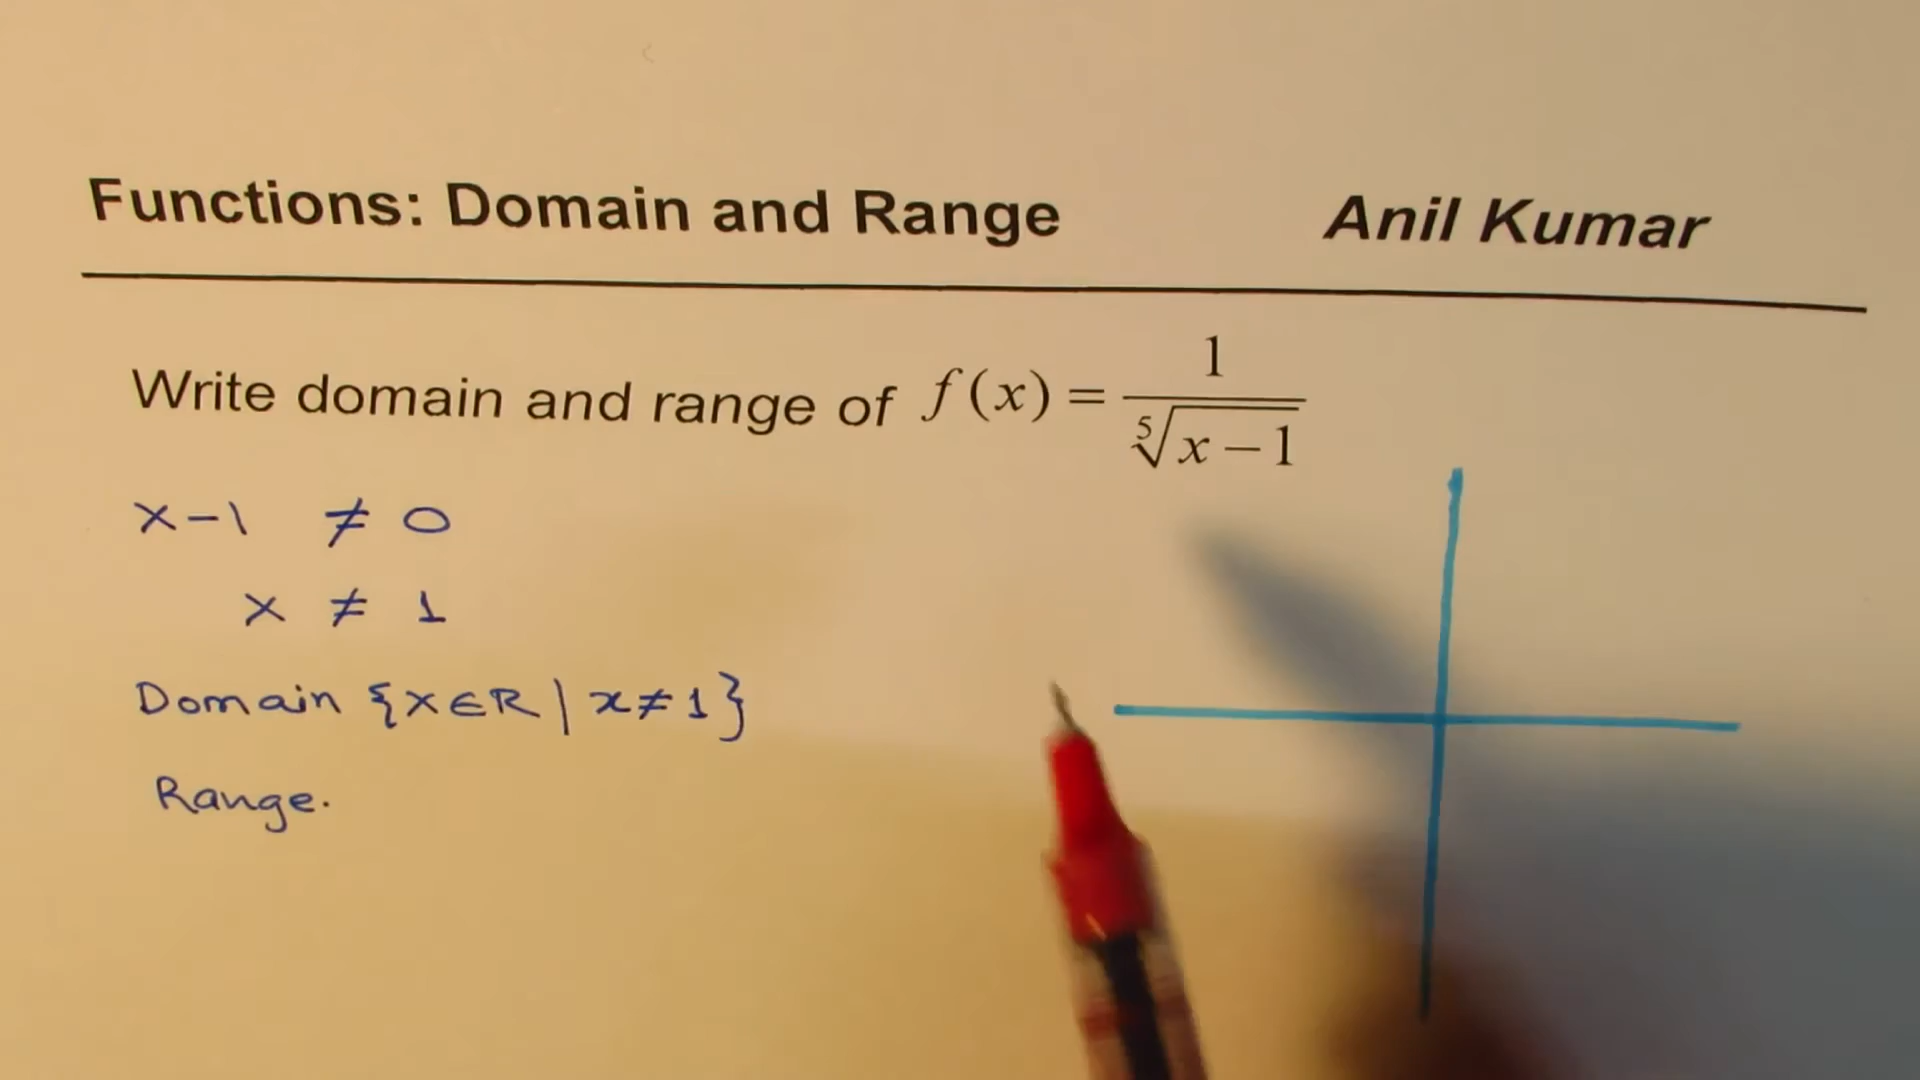 Functions: Domain and Range Anil Kumar
Write domain and range of f(x) = 1/⁵√(x−1)
x−1 ≠ 0
x ≠ 1
Domain {x∈R | x≠1}
Range.